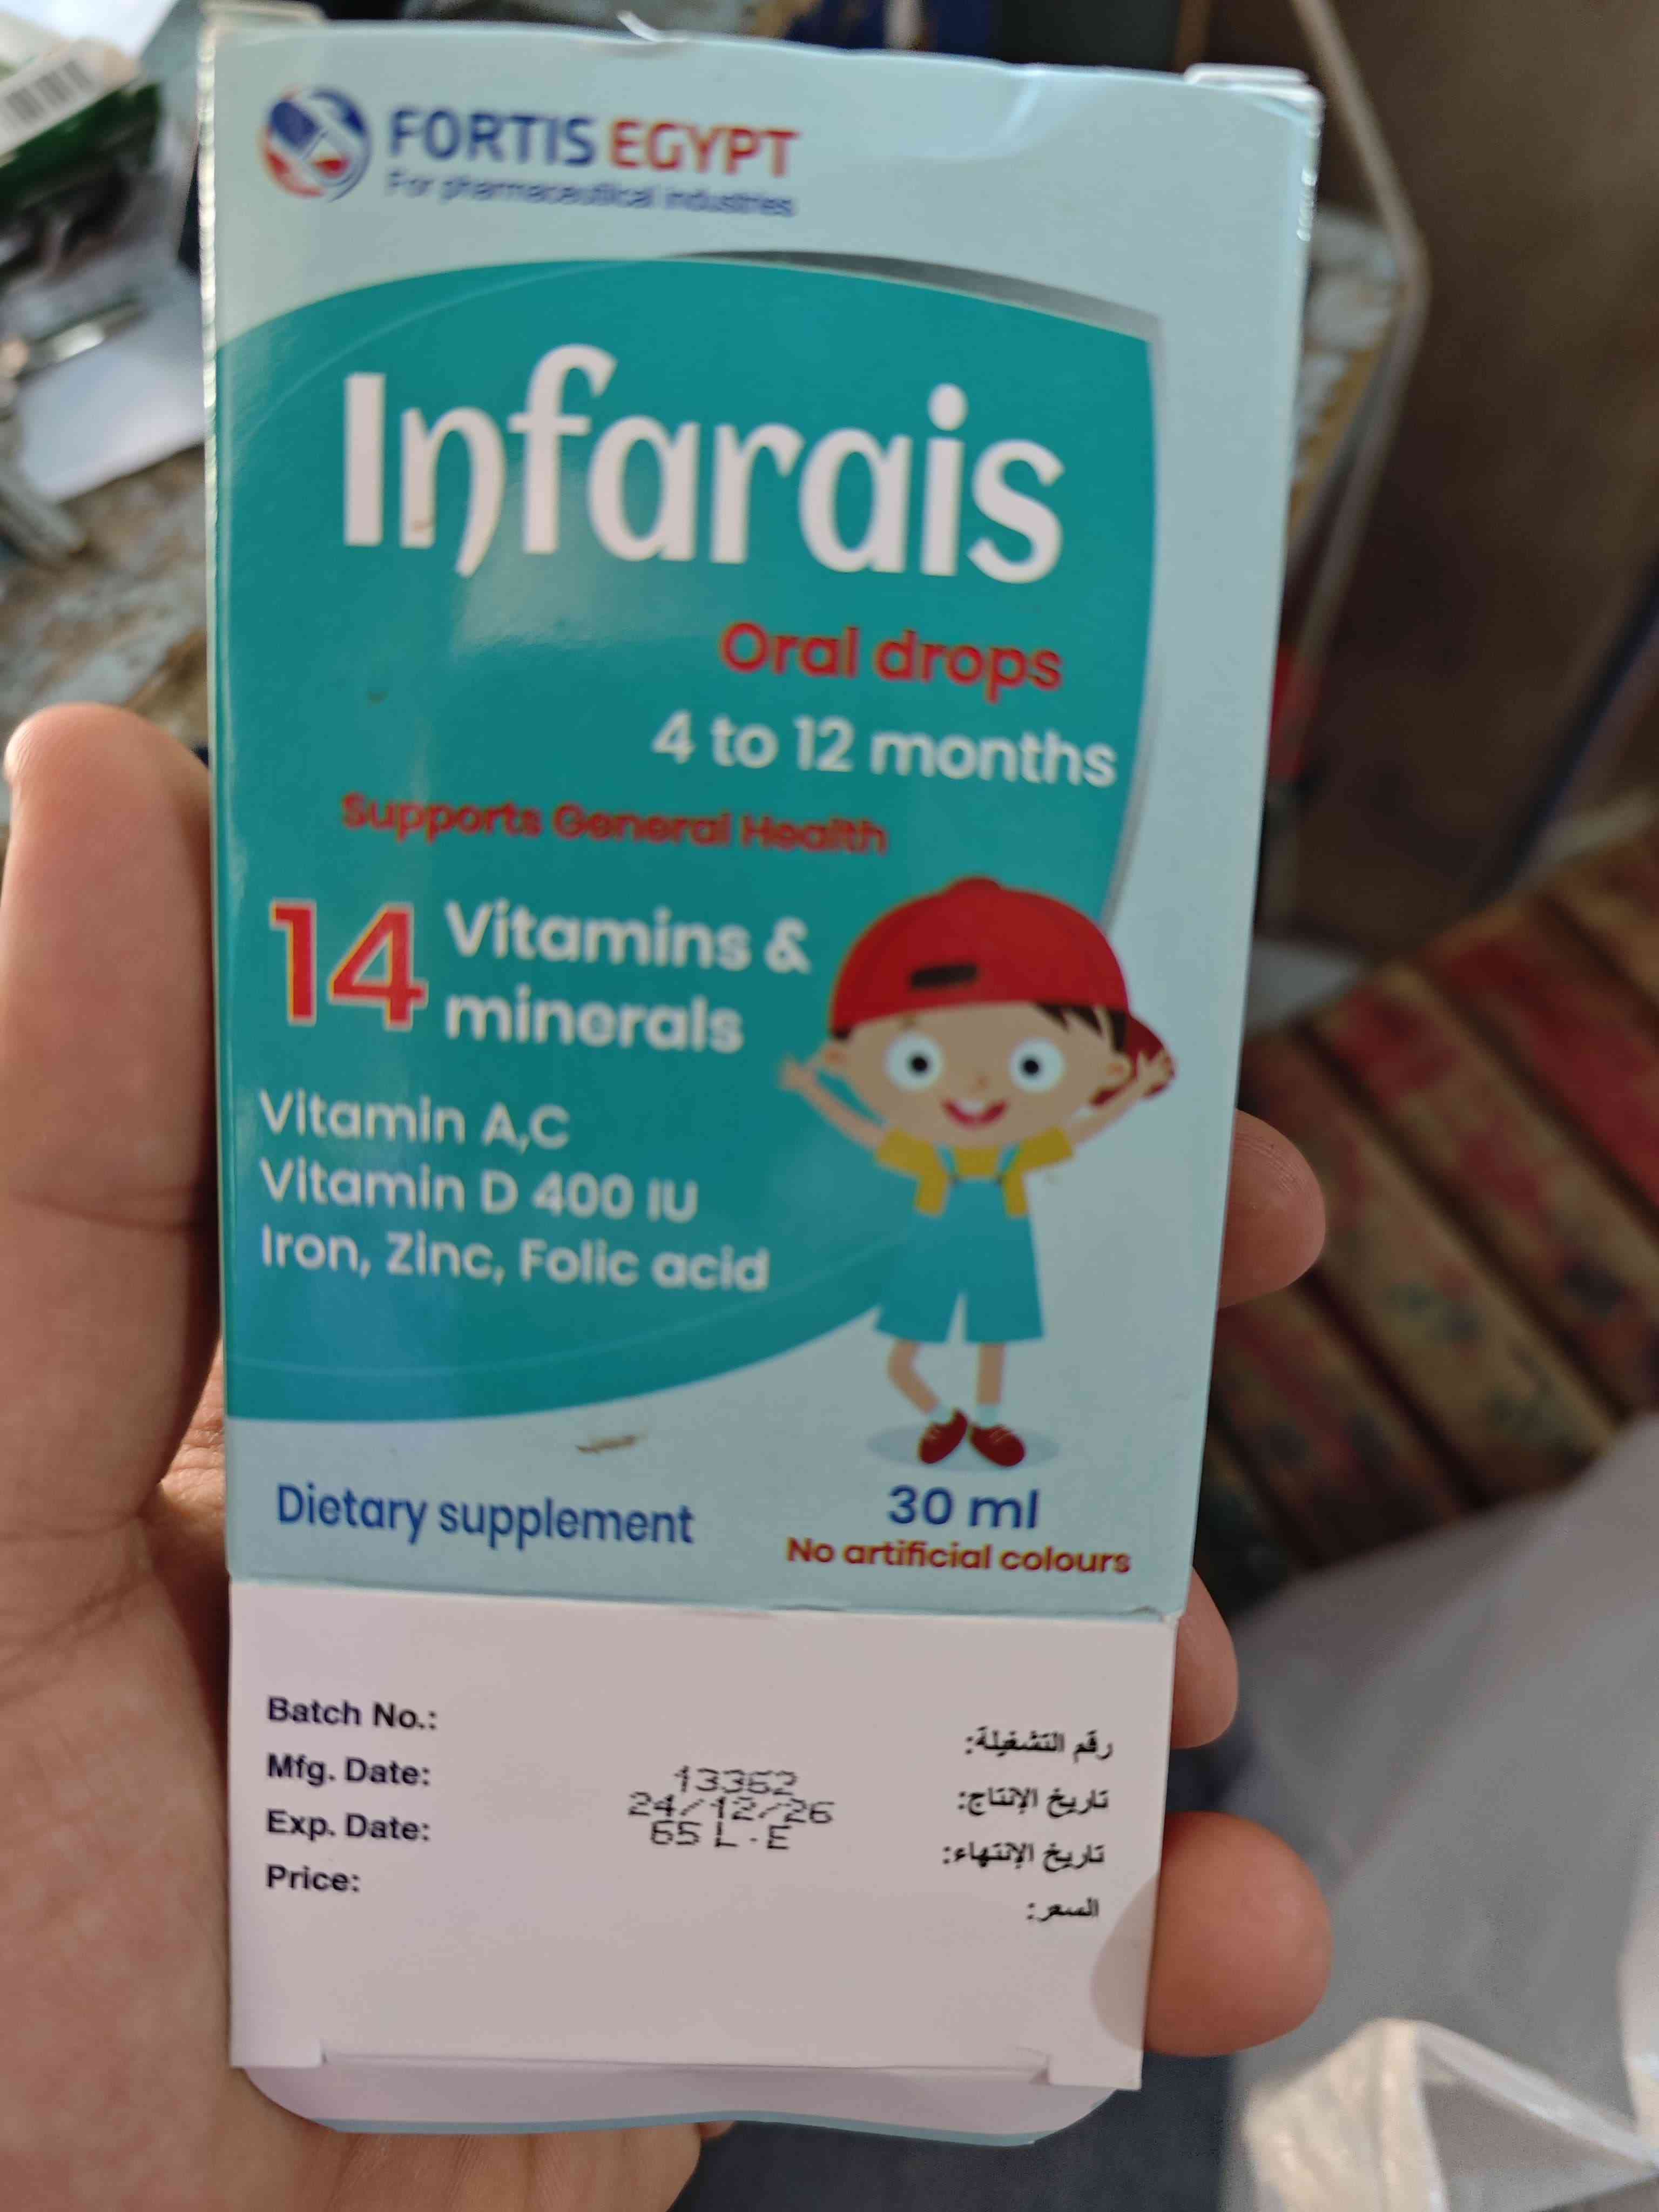 FORTIS EGYPT
For pharmaceutical industries
Infarais
Oral drops
4 to 12 months
Supports General Health
14 Vitamins &
minerals
Vitamin A,C
Vitamin D 400 IU
Iron, Zinc, Folic acid
Dietary supplement
30 ml
No artificial colours
Batch No.:
Mfg. Date:
Exp. Date:
Price:
13362
24/12/26
65 L.E
رقم التشغيلة:
تاريخ الإنتاج:
تاريخ الإنتهاء:
السعر: